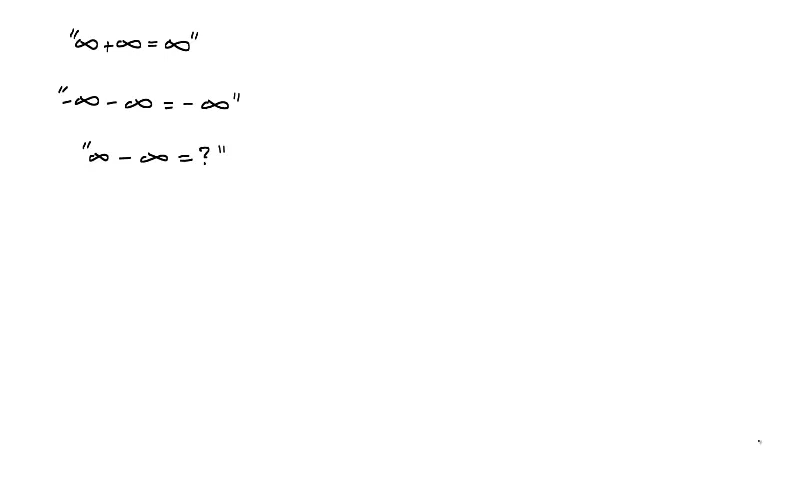 "∞ + ∞ = ∞"
"-∞ - ∞ = - ∞"
"∞ - ∞ = ?"